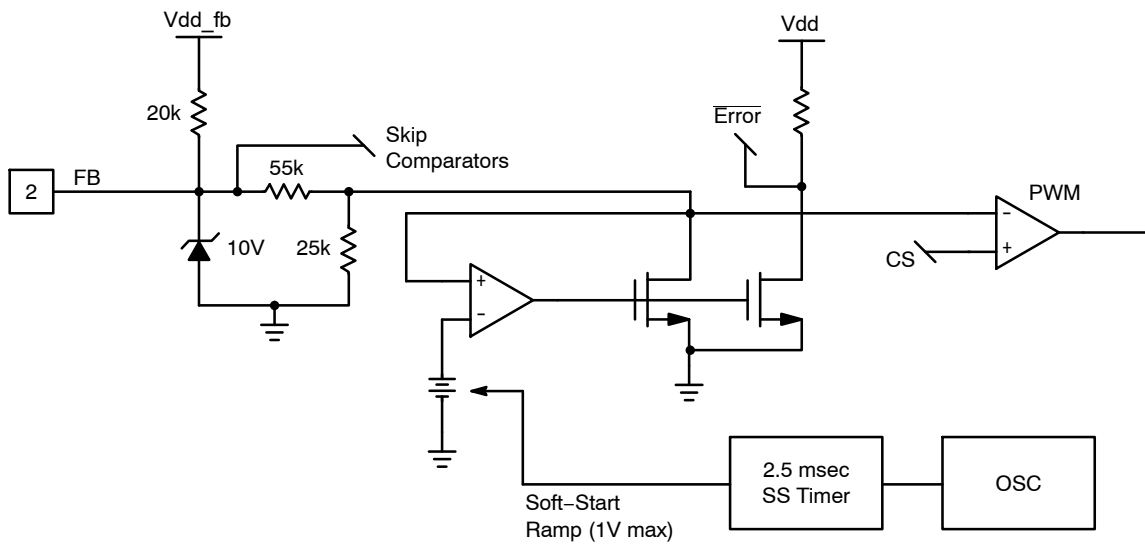 Vdd_fb
Vdd
20k
Error
Skip
Comparators
2
FB
55k
PWM
10V
25k
-
+
CS
+
-
2.5 msec
SS Timer
OSC
Soft-Start
Ramp (1V max)